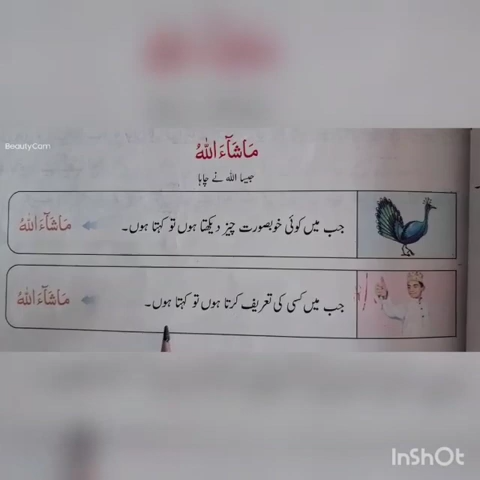 BeautyCam
مَاشَآءَ اللّٰهُ
جیسا اللہ نے چاہا
جب میں کوئی خوبصورت چیز دیکھتا ہوں تو کہتا ہوں۔ مَاشَآءَ اللّٰهُ
جب میں کسی کی تعریف کرتا ہوں تو کہتا ہوں۔ مَاشَآءَ اللّٰهُ
InShOt